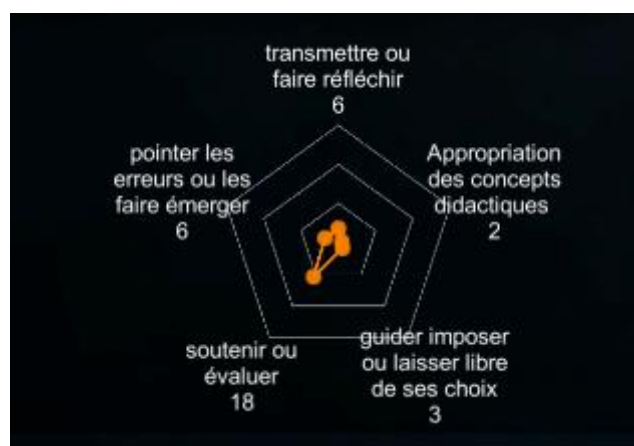 transmettre ou
faire réfléchir
6
pointer les
erreurs ou les
faire émerger
6
Appropriation
des concepts
didactiques
2
soutenir ou
évaluer
18
guider imposer
ou laisser libre
de ses choix
3